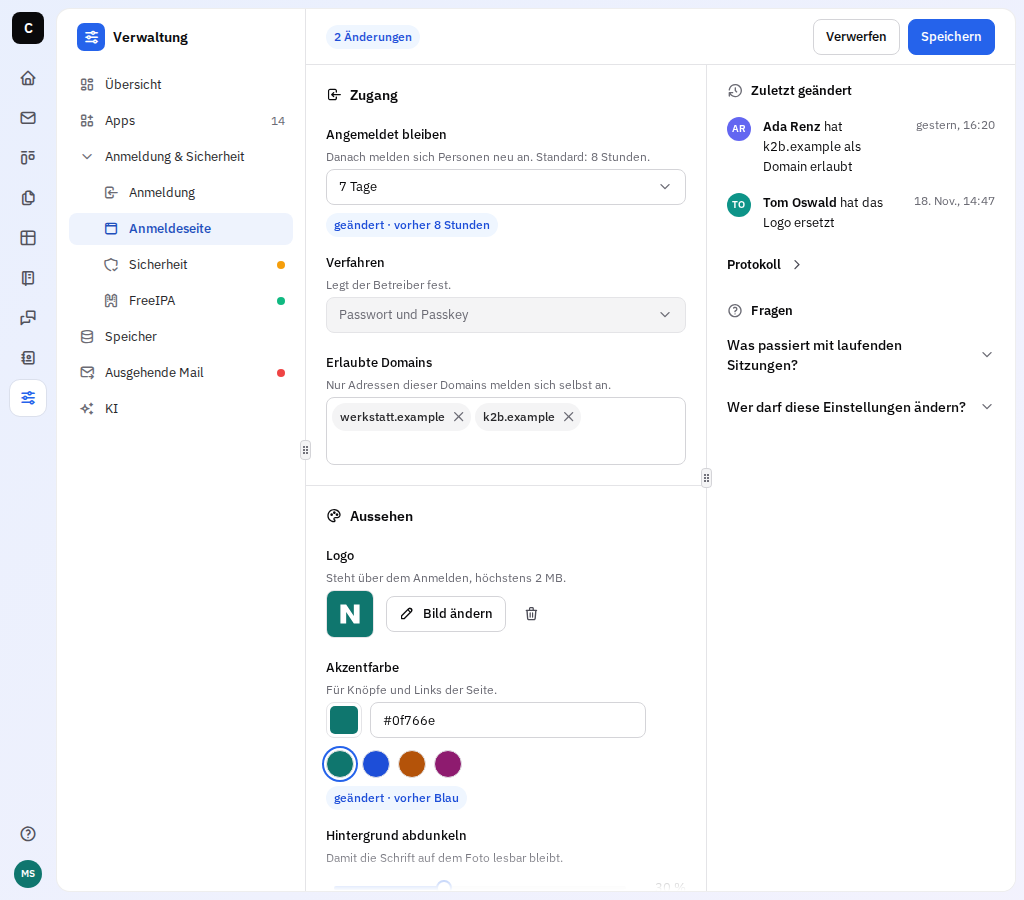 C
Verwaltung
Übersicht
Apps 14
Anmeldung & Sicherheit
Anmeldung
Anmeldeseite
Sicherheit
FreeIPA
Speicher
Ausgehende Mail
KI
MS
2 Änderungen
Verwerfen
Speichern
Zugang
Angemeldet bleiben
Danach melden sich Personen neu an. Standard: 8 Stunden.
7 Tage
geändert · vorher 8 Stunden
Verfahren
Legt der Betreiber fest.
Passwort und Passkey
Erlaubte Domains
Nur Adressen dieser Domains melden sich selbst an.
werkstatt.example k2b.example
Aussehen
Logo
Steht über dem Anmelden, höchstens 2 MB.
N
Bild ändern
Akzentfarbe
Für Knöpfe und Links der Seite.
#0f766e
geändert · vorher Blau
Hintergrund abdunkeln
Damit die Schrift auf dem Foto lesbar bleibt.
30 %
Zuletzt geändert
AR
Ada Renz hat gestern, 16:20
k2b.example als
Domain erlaubt
TO
Tom Oswald hat das 18. Nov., 14:47
Logo ersetzt
Protokoll
Fragen
Was passiert mit laufenden
Sitzungen?
Wer darf diese Einstellungen ändern?